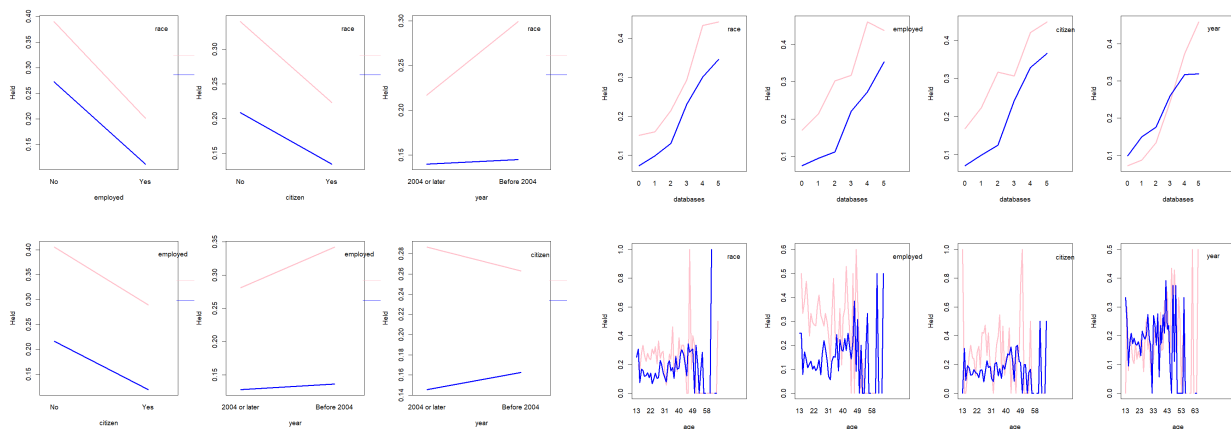 race
Held
0.15 0.20 0.25 0.30 0.35 0.40
No Yes
employed
race
Held
0.15 0.20 0.25 0.30
No Yes
citizen
race
Held
0.15 0.20 0.25 0.30
2004 or later Before 2004
year
race
Held
0.1 0.2 0.3 0.4
0 1 2 3 4 5
databases
employed
Held
0.1 0.2 0.3 0.4
0 1 2 3 4 5
databases
citizen
Held
0.1 0.2 0.3 0.4
0 1 2 3 4 5
databases
year
Held
0.1 0.2 0.3 0.4
0 1 2 3 4 5
databases
employed
Held
0.15 0.20 0.25 0.30 0.35 0.40
No Yes
citizen
employed
Held
0.15 0.20 0.25 0.30 0.35
2004 or later Before 2004
year
citizen
Held
0.14 0.16 0.18 0.20 0.22 0.24 0.26 0.28
2004 or later Before 2004
year
race
Held
0.0 0.2 0.4 0.6 0.8 1.0
13 22 31 40 49 58
age
employed
Held
0.0 0.1 0.2 0.3 0.4 0.5 0.6
13 22 31 40 49 58
age
citizen
Held
0.0 0.2 0.4 0.6 0.8 1.0
13 22 31 40 49 58
age
year
Held
0.0 0.1 0.2 0.3 0.4 0.5 0.6
13 23 33 43 53 63
age